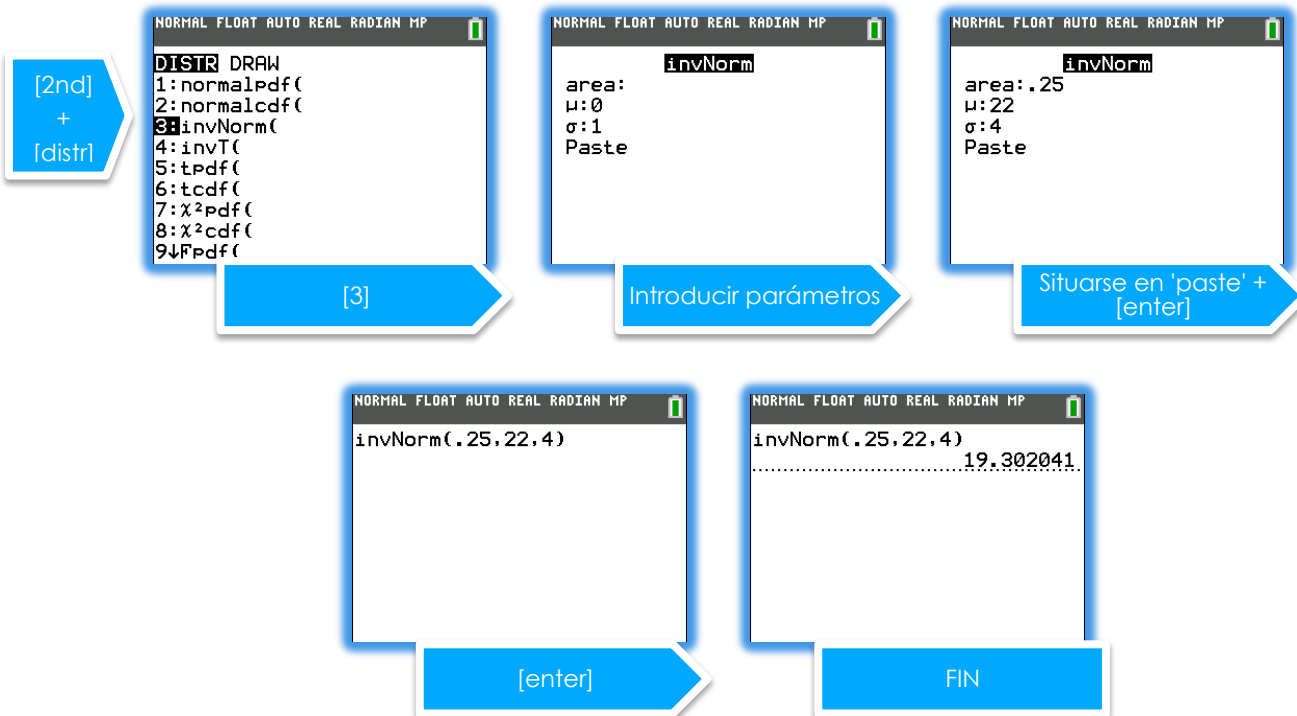 [2nd]
+
[distr]
NORMAL FLOAT AUTO REAL RADIAN MP
DISTR DRAW
1:normalpdf(
2:normalcdf(
3:invNorm(
4:invT(
5:tpdf(
6:tcdf(
7:χ²pdf(
8:χ²cdf(
9↓Fpdf(
[3]
NORMAL FLOAT AUTO REAL RADIAN MP
invNorm
area:
μ:0
σ:1
Paste
Introducir parámetros
NORMAL FLOAT AUTO REAL RADIAN MP
invNorm
area:.25
μ:22
σ:4
Paste
Situarse en 'paste' +
[enter]
NORMAL FLOAT AUTO REAL RADIAN MP
invNorm(.25,22,4)
[enter]
NORMAL FLOAT AUTO REAL RADIAN MP
invNorm(.25,22,4)
19.302041
FIN